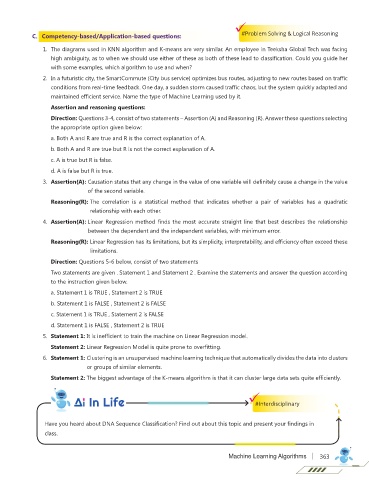 C. Competency-based/Application-based questions:
#Problem Solving & Logical Reasoning
1. The diagrams used in KNN algorithm and K-means are very similar. An employee in Teeksha Global Tech was facing
high ambiguity, as to when we should use either of these as both of these lead to classification. Could you guide her
with some examples, which algorithm to use and when?
2. In a futuristic city, the SmartCommute (City bus service) optimizes bus routes, adjusting to new routes based on traffic
conditions from real-time feedback. One day, a sudden storm caused traffic chaos, but the system quickly adapted and
maintained efficient service. Name the type of Machine Learning used by it.
Assertion and reasoning questions:
Direction: Questions 3-4, consist of two statements – Assertion (A) and Reasoning (R). Answer these questions selecting
the appropriate option given below:
a. Both A and R are true and R is the correct explanation of A.
b. Both A and R are true but R is not the correct explanation of A.
c. A is true but R is false.
d. A is false but R is true.
3. Assertion(A): Causation states that any change in the value of one variable will definitely cause a change in the value
of the second variable.
Reasoning(R): The correlation is a statistical method that indicates whether a pair of variables has a quadratic
relationship with each other.
4. Assertion(A): Linear Regression method finds the most accurate straight line that best describes the relationship
between the dependent and the independent variables, with minimum error.
Reasoning(R): Linear Regression has its limitations, but its simplicity, interpretability, and efficiency often exceed these
limitations.
Direction: Questions 5-6 below, consist of two statements
Two statements are given . Statement 1 and Statement 2 . Examine the statements and answer the question according
to the instruction given below.
a. Statement 1 is TRUE , Statement 2 is TRUE
b. Statement 1 is FALSE , Statement 2 is FALSE
c. Statement 1 is TRUE , Statement 2 is FALSE
d. Statement 1 is FALSE , Statement 2 is TRUE
5. Statement 1: It is inefficient to train the machine on Linear Regression model.
Statement 2: Linear Regression Model is quite prone to overfitting.
6. Statement 1: Clustering is an unsupervised machine learning technique that automatically divides the data into clusters
or groups of similar elements.
Statement 2: The biggest advantage of the K-means algorithm is that it can cluster large data sets quite efficiently.
Ai In Life
#Interdisciplinary
Have you heard about DNA Sequence Classification? Find out about this topic and present your findings in
class.
Machine Learning Algorithms | 363